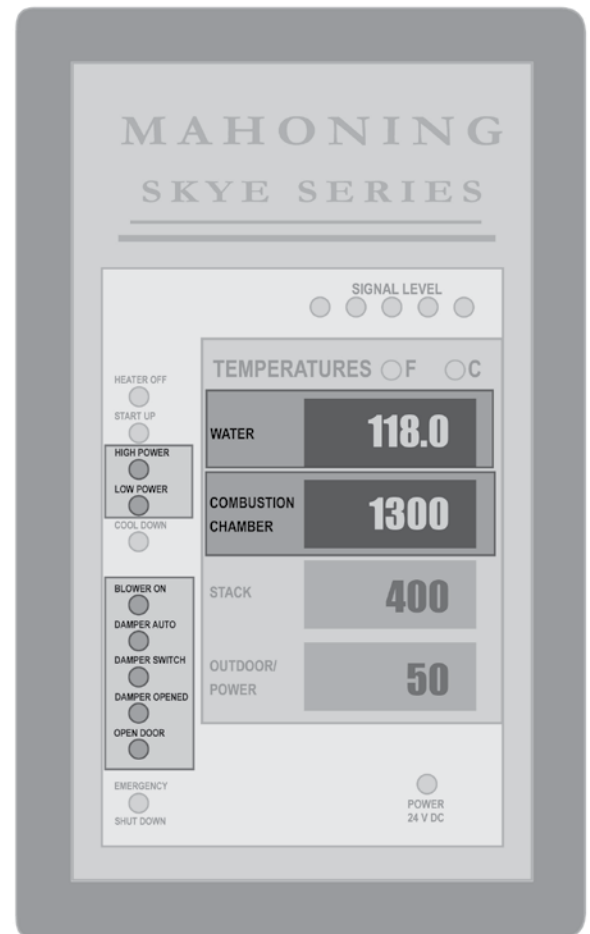 MAHONING
SKYE SERIES
SIGNAL LEVEL
TEMPERATURES F C
HEATER OFF
START UP
HIGH POWER
LOW POWER
COOL DOWN
WATER 118.0
COMBUSTION
CHAMBER
1300
STACK 400
OUTDOOR/
POWER
50
BLOWER ON
DAMPER AUTO
DAMPER SWITCH
DAMPER OPENED
OPEN DOOR
EMERGENCY
SHUT DOWN
POWER
24 V DC